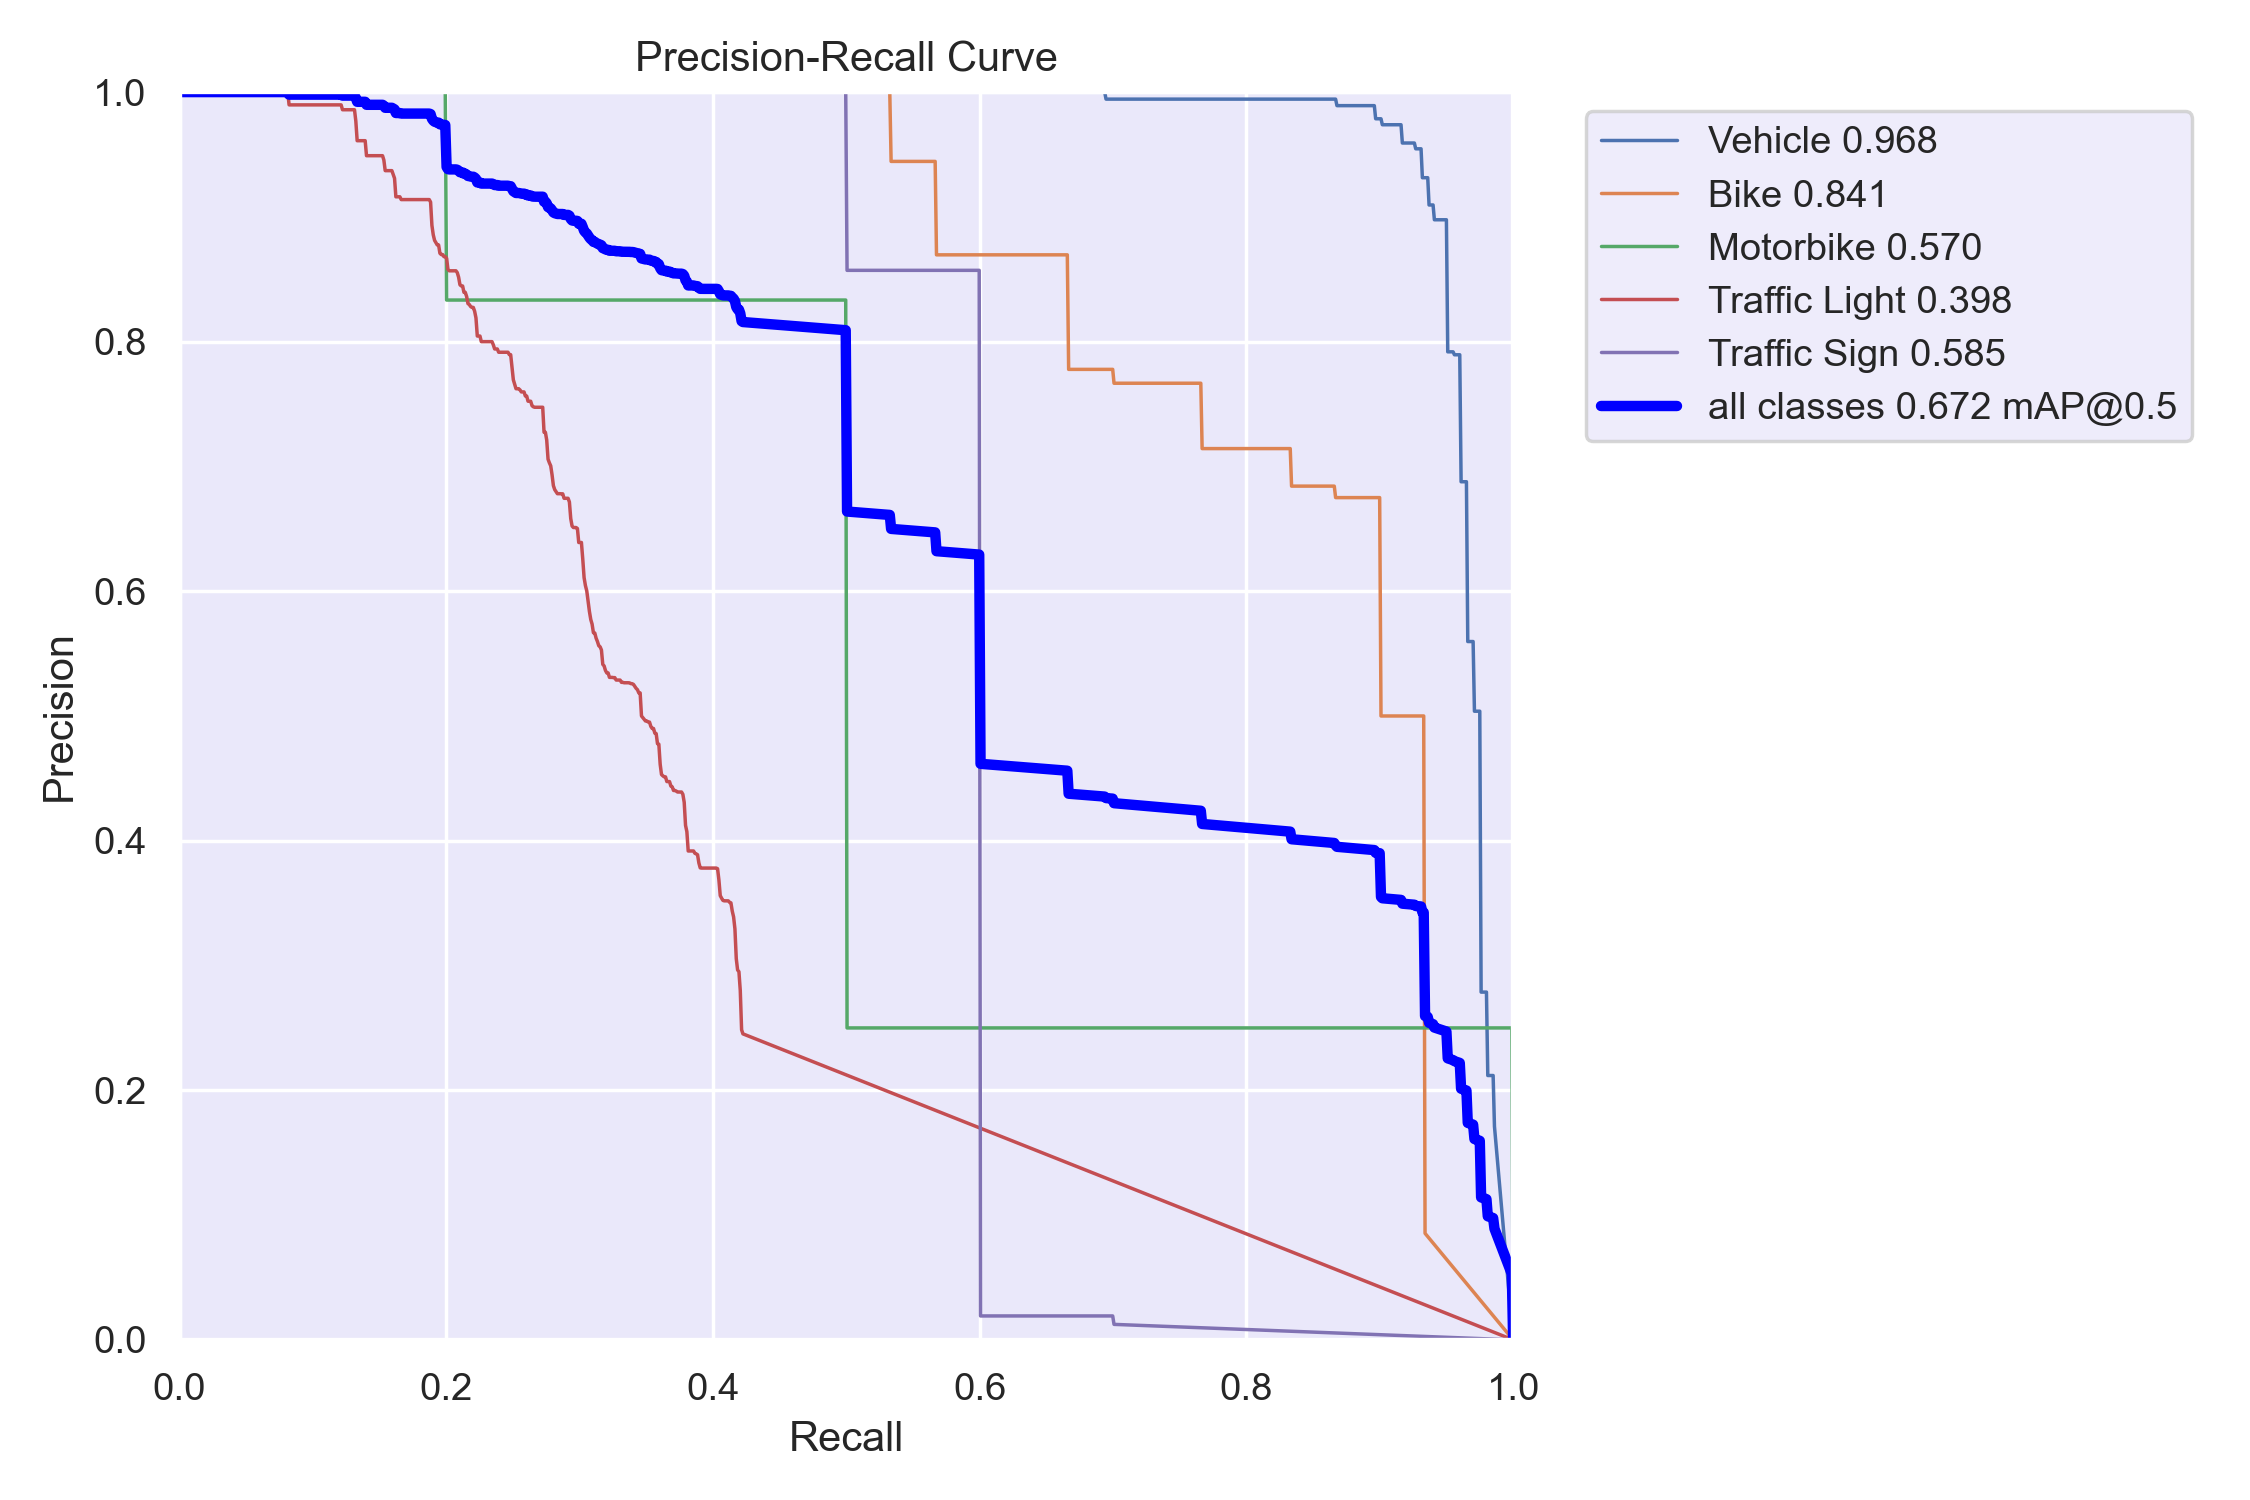 Precision-Recall Curve
1.0
0.8
0.6
0.4
0.2
0.0
Precision
0.0 0.2 0.4 0.6 0.8 1.0
Recall
Vehicle 0.968
Bike 0.841
Motorbike 0.570
Traffic Light 0.398
Traffic Sign 0.585
all classes 0.672 mAP@0.5